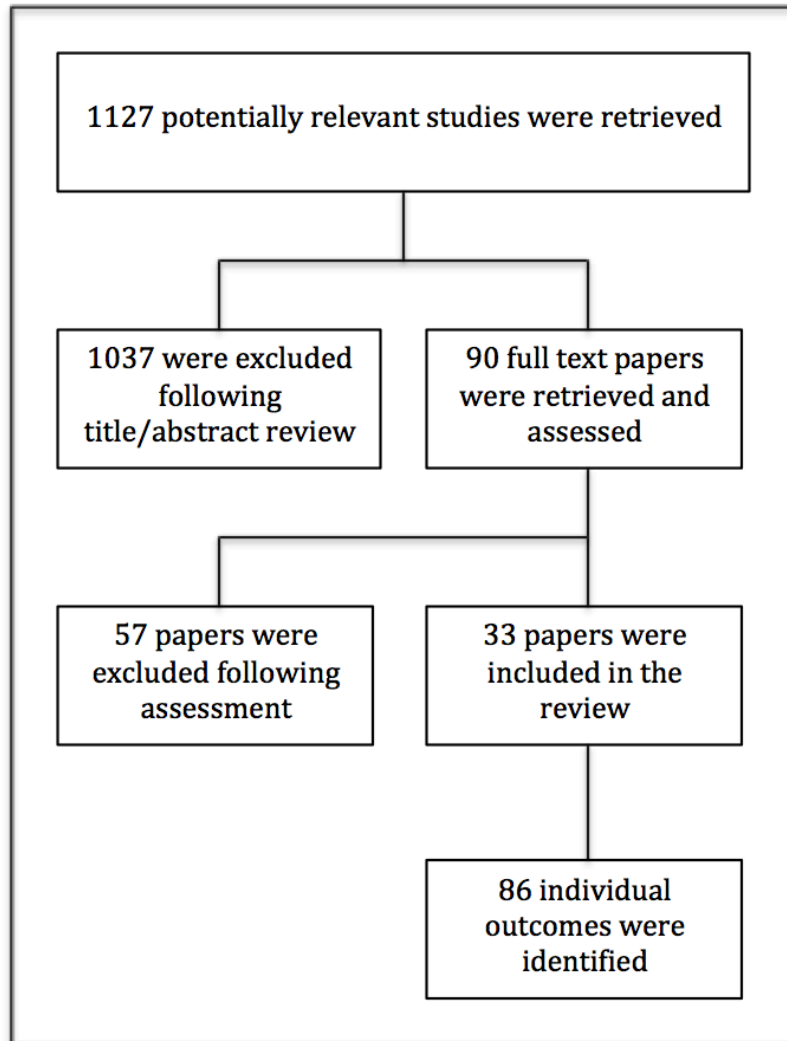 1127 potentially relevant studies were retrieved
1037 were excluded
following
title/abstract review
90 full text papers
were retrieved and
assessed
57 papers were
excluded following
assessment
33 papers were
included in the
review
86 individual
outcomes were
identified